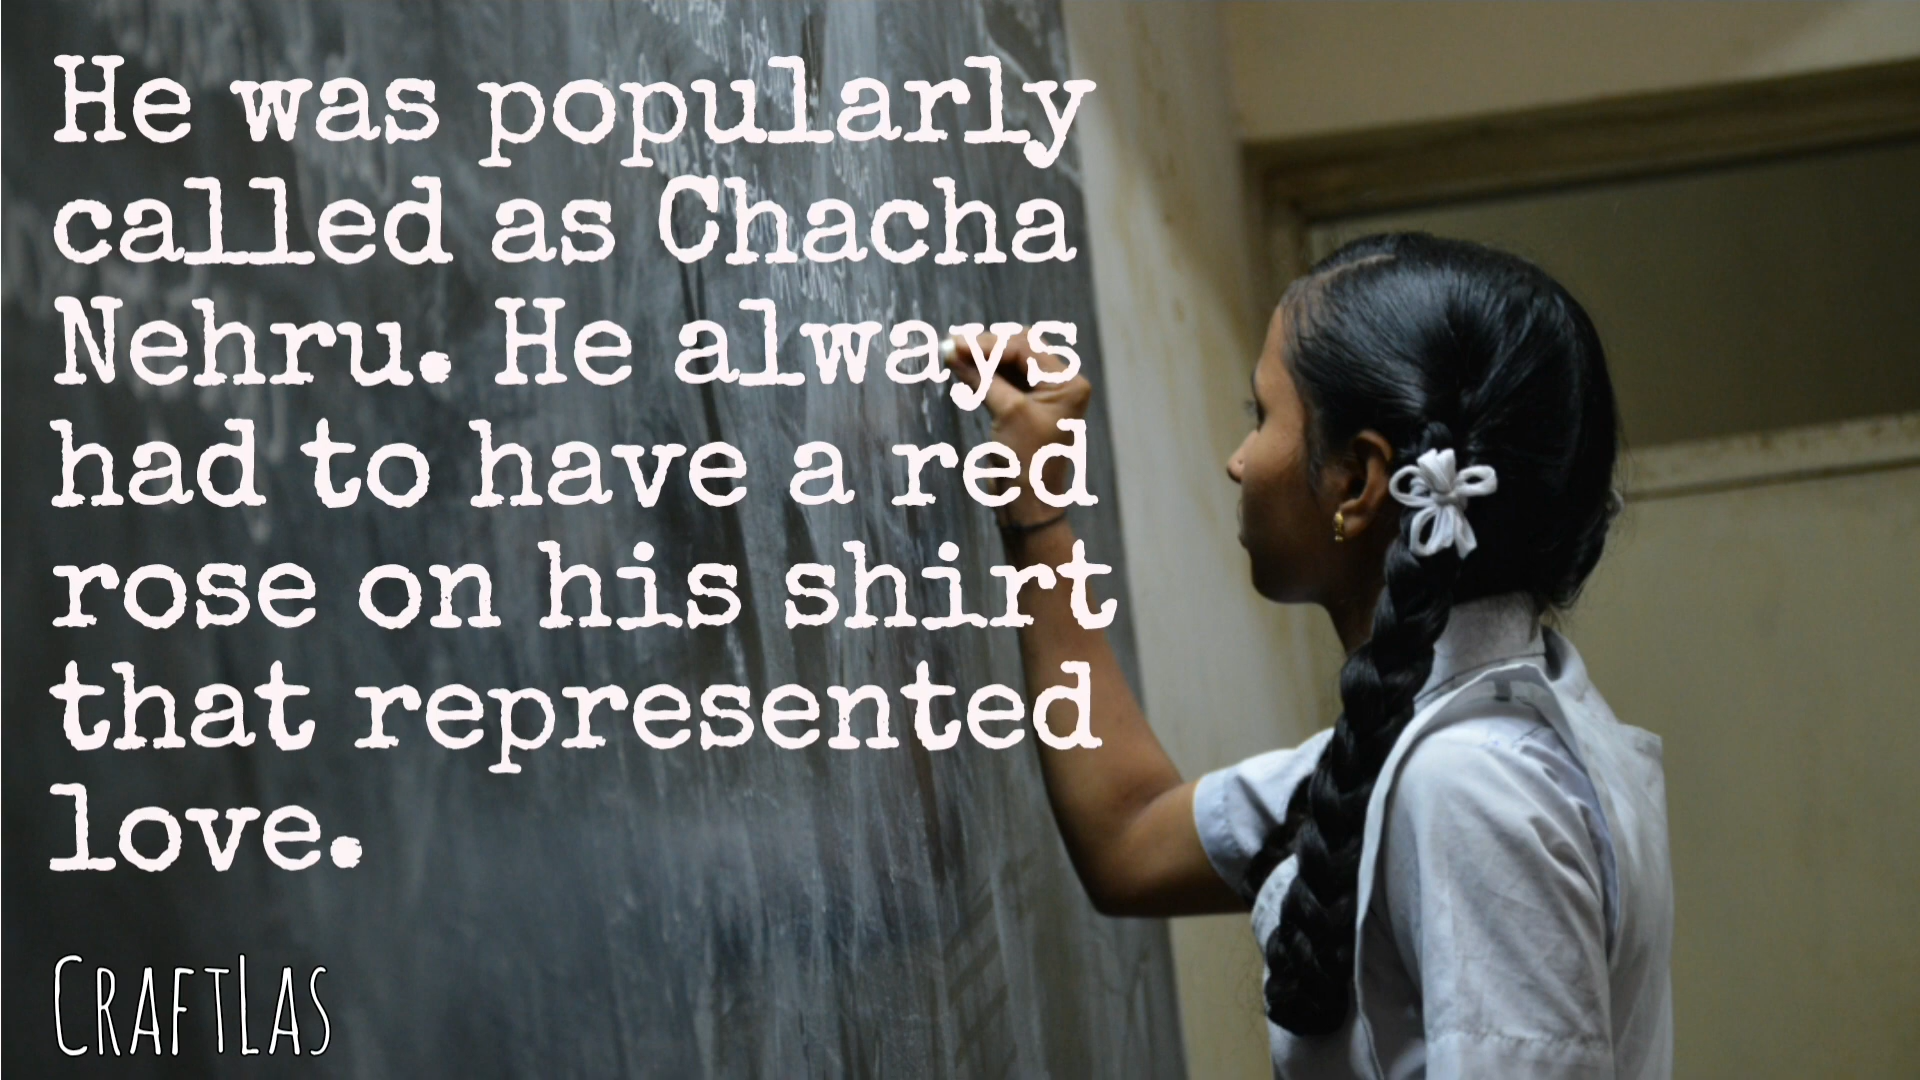 He was popularly
called as Chacha
Nehru. He always
had to have a red
rose on his shirt
that represented
love.
CraftLas